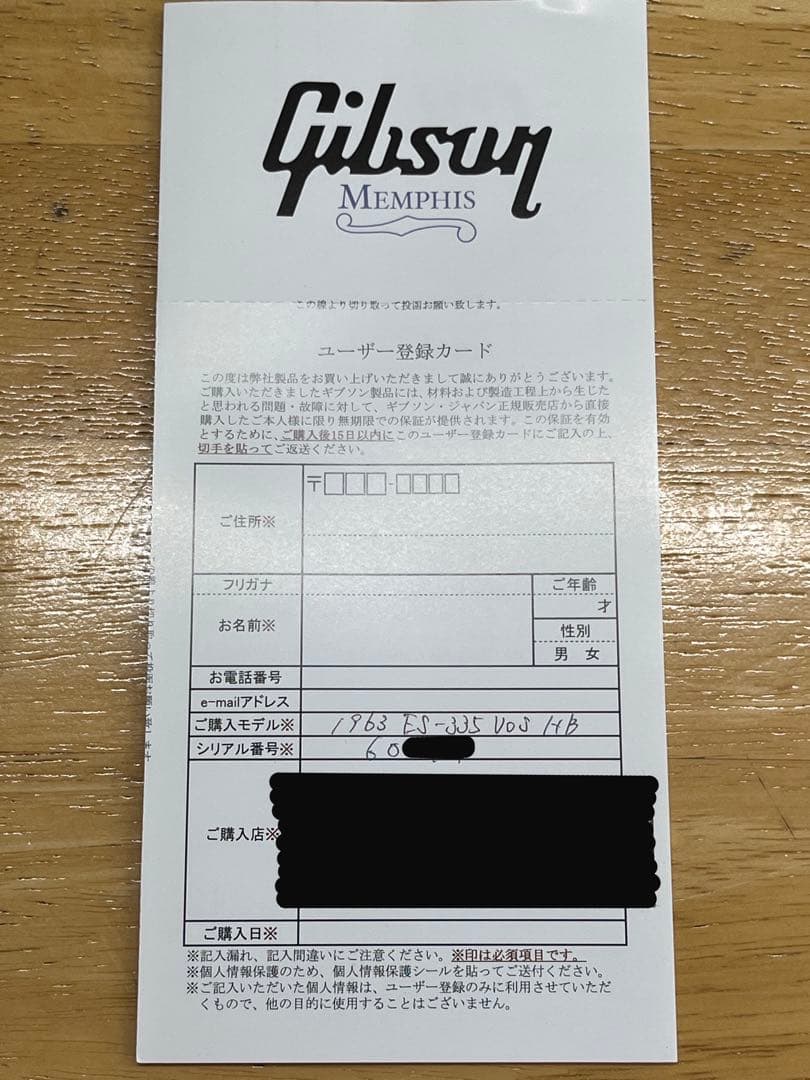 Gibson
MEMPHIS
この線より切り取って投函お願い致します。
ユーザー登録カード
この度は弊社製品をお買い上げいただきまして誠にありがとうございます。
ご購入いただきましたギブソン製品には、材料および製造工程上から生じた
と思われる問題・故障に対して、ギブソン・ジャパン正規販売店から直接
購入したご本人様に限り無期限での保証が提供されます。この保証を有効
とするために、ご購入後15日以内にこのユーザー登録カードにご記入の上、
切手を貼ってご返送ください。
ご住所※
〒□□□-□□□□
フリガナ
お名前※
ご年齢
才
性別
男 女
お電話番号
e-mailアドレス
ご購入モデル※ 1963 ES-335 VOS HB
シリアル番号※ 60
ご購入店※
ご購入日※
※記入漏れ、記入間違いにご注意ください。※印は必須項目です。
※個人情報保護のため、個人情報保護シールを貼ってご送付ください。
※ご記入いただいた個人情報は、ユーザー登録のみに利用させていただ
くもので、他の目的に使用することはございません。